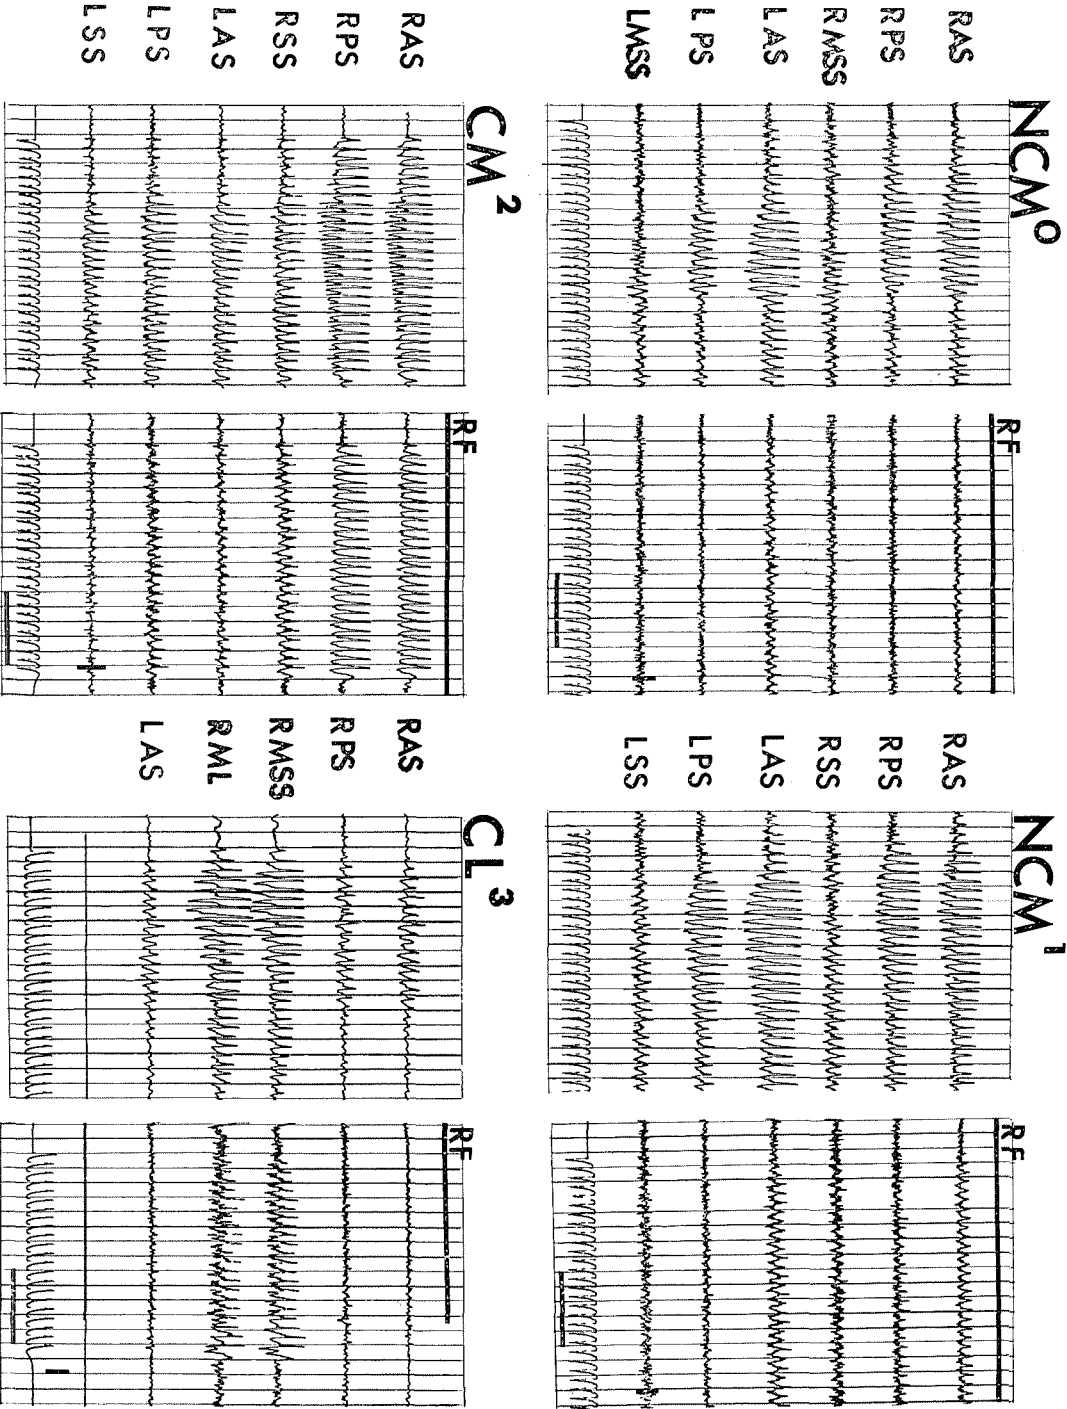 NCM⁰
RAS
RPS
RMSS
LAS
LPS
LMSS
RF
NCM¹
RAS
RPS
RSS
LAS
LPS
LSS
RF
CM²
RAS
RPS
RSS
LAS
LPS
LSS
RF
CL³
RAS
RPS
RMSS
RML
LAS
RF